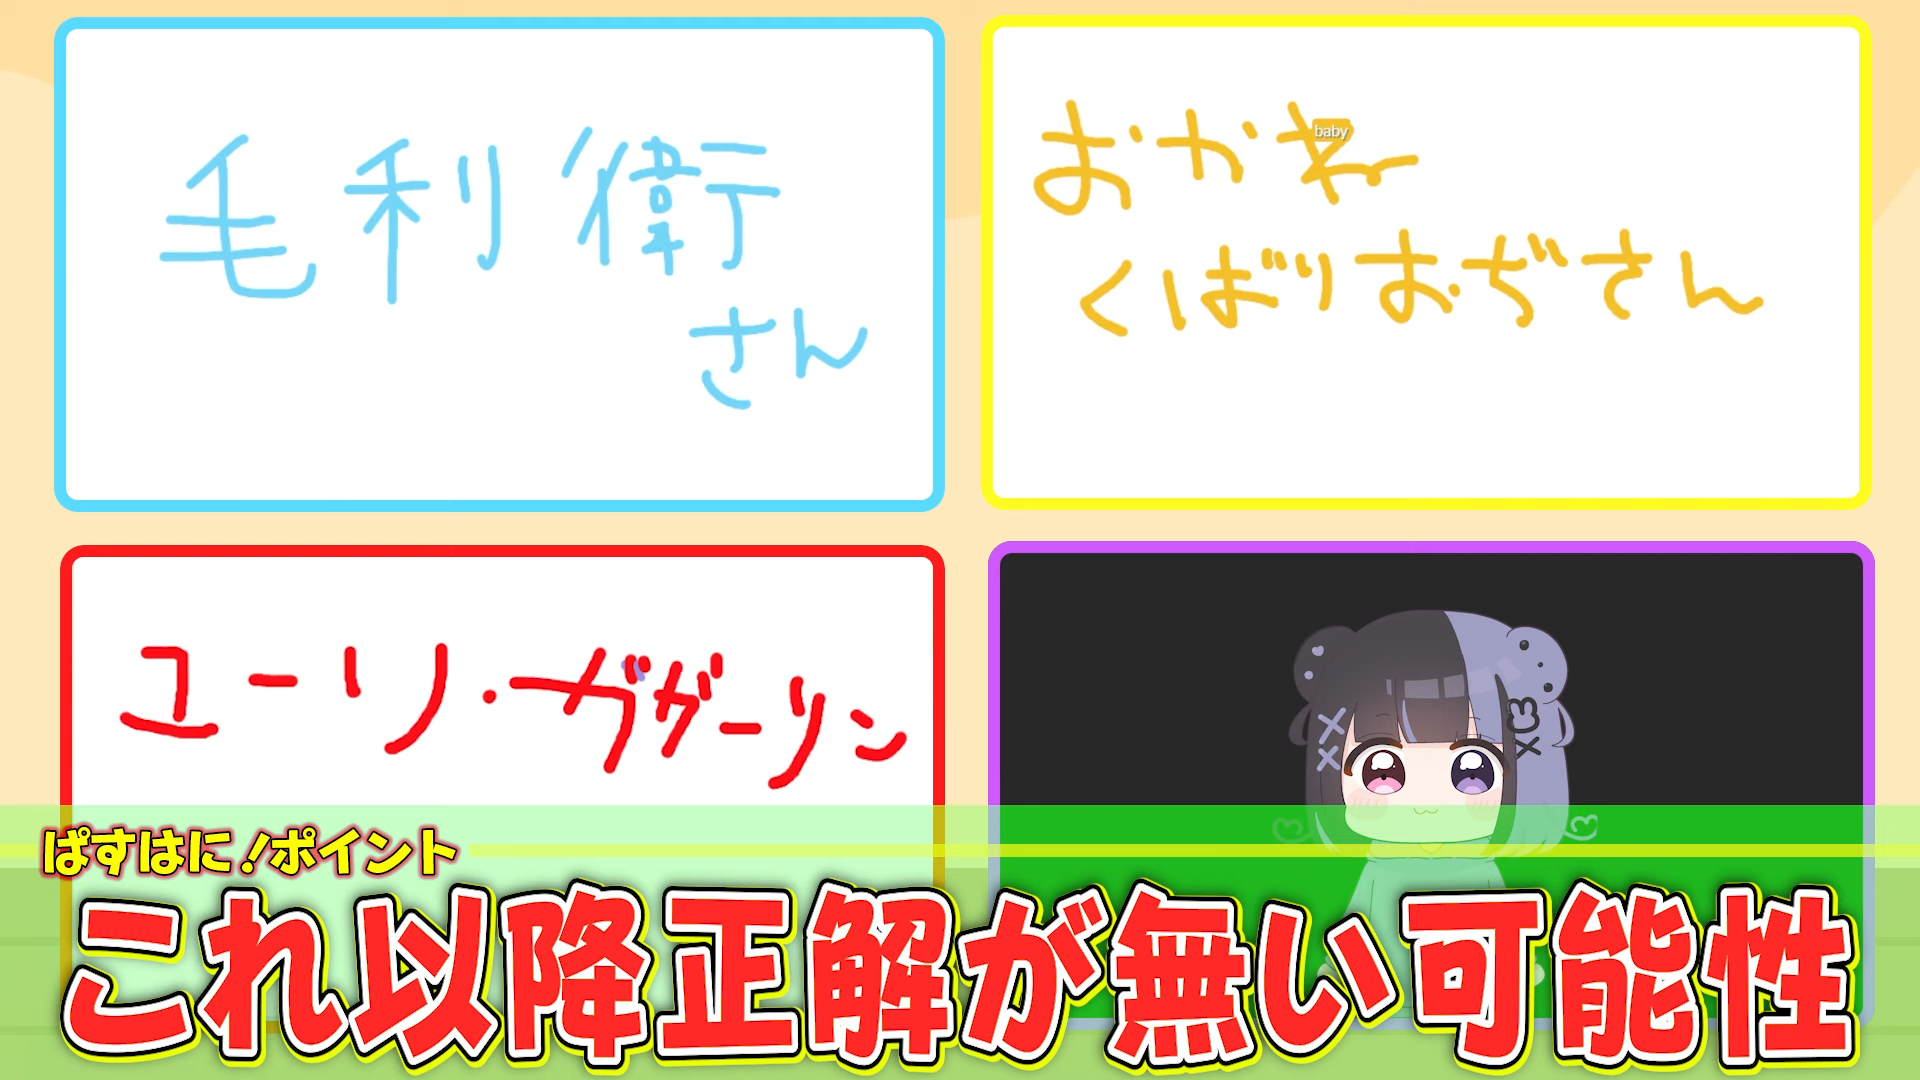 毛利衛
さん
おかね
baby
くばりおぢさん
ユーリ・ガガーリン
ぱすはに!ポイント
これ以降正解が無い可能性